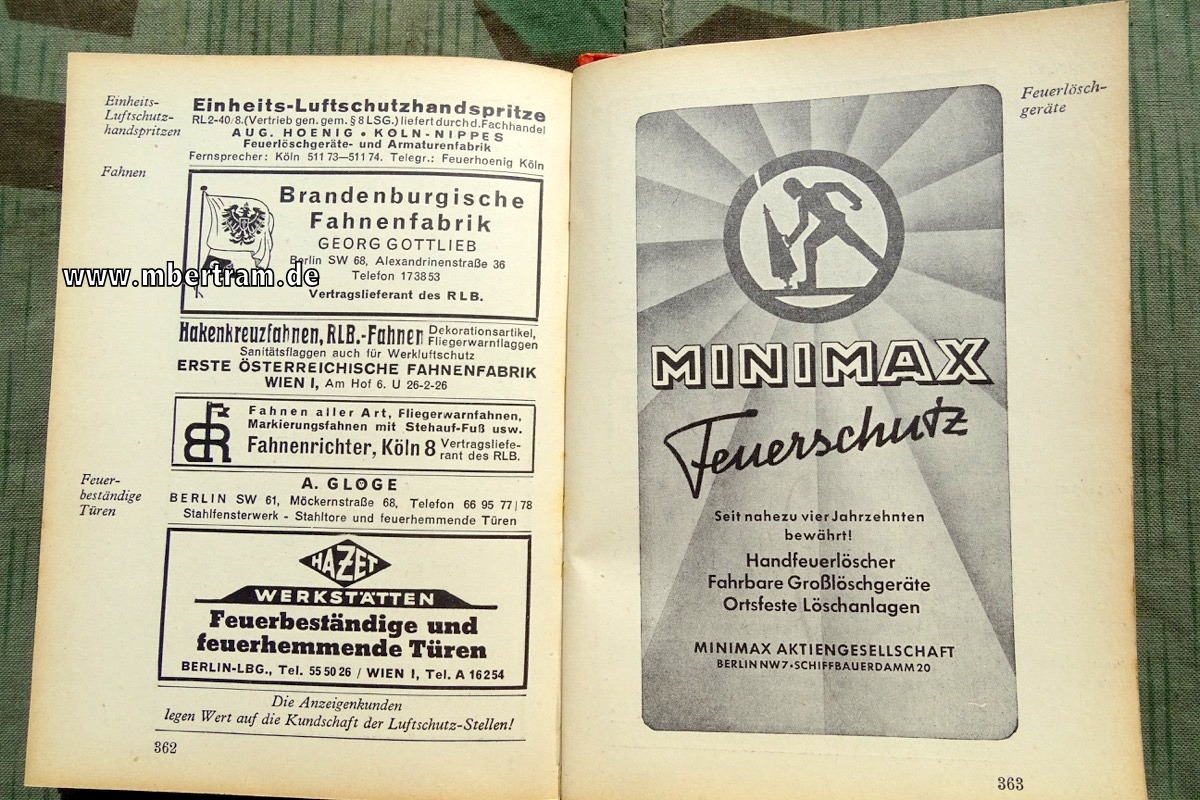 Einheits-
Luftschutz-
handspritzen
Einheits-Luftschutzhandspritze
RL2-40/8.(Vertrieb gen. gem. § 8 LSG.) liefert durch d. Fachhandel
AUG. HOENIG • KÖLN-NIPPES
Feuerlöschgeräte- und Armaturenfabrik
Fernsprecher: Köln 511 73—511 74. Telegr.: Feuerhoenig Köln
Fahnen
Brandenburgische
Fahnenfabrik
GEORG GOTTLIEB
Berlin SW 68, Alexandrinenstraße 36
Telefon 173853
Vertragslieferant des RLB.
www.mbertram.de
Hakenkreuzfahnen, RLB.-Fahnen Dekorationsartikel,
Fliegerwarnflaggen
Sanitätsflaggen auch für Werkluftschutz
ERSTE ÖSTERREICHISCHE FAHNENFABRIK
WIEN I, Am Hof 6. U 26-2-26
Fahnen aller Art, Fliegerwarnfahnen,
Markierungsfahnen mit Stehauf-Fuß usw.
Fahnenrichter, Köln 8 Vertragsliefe-
rant des RLB.
Feuer-
beständige
Türen
A. GLOGE
BERLIN SW 61, Möckernstraße 68, Telefon 66 95 77|78
Stahlfensterwerk - Stahltore und feuerhemmende Türen
HAZET
WERKSTÄTTEN
Feuerbeständige und
feuerhemmende Türen
BERLIN-LBG., Tel. 55 50 26 / WIEN I, Tel. A 16254
Die Anzeigenkunden
legen Wert auf die Kundschaft der Luftschutz-Stellen!
362
Feuerlösch-
geräte
MINIMAX
Feuerschutz
Seit nahezu vier Jahrzehnten
bewährt!
Handfeuerlöscher
Fahrbare Großlöschgeräte
Ortsfeste Löschanlagen
MINIMAX AKTIENGESELLSCHAFT
BERLIN NW 7 • SCHIFFBAUERDAMM 20
363